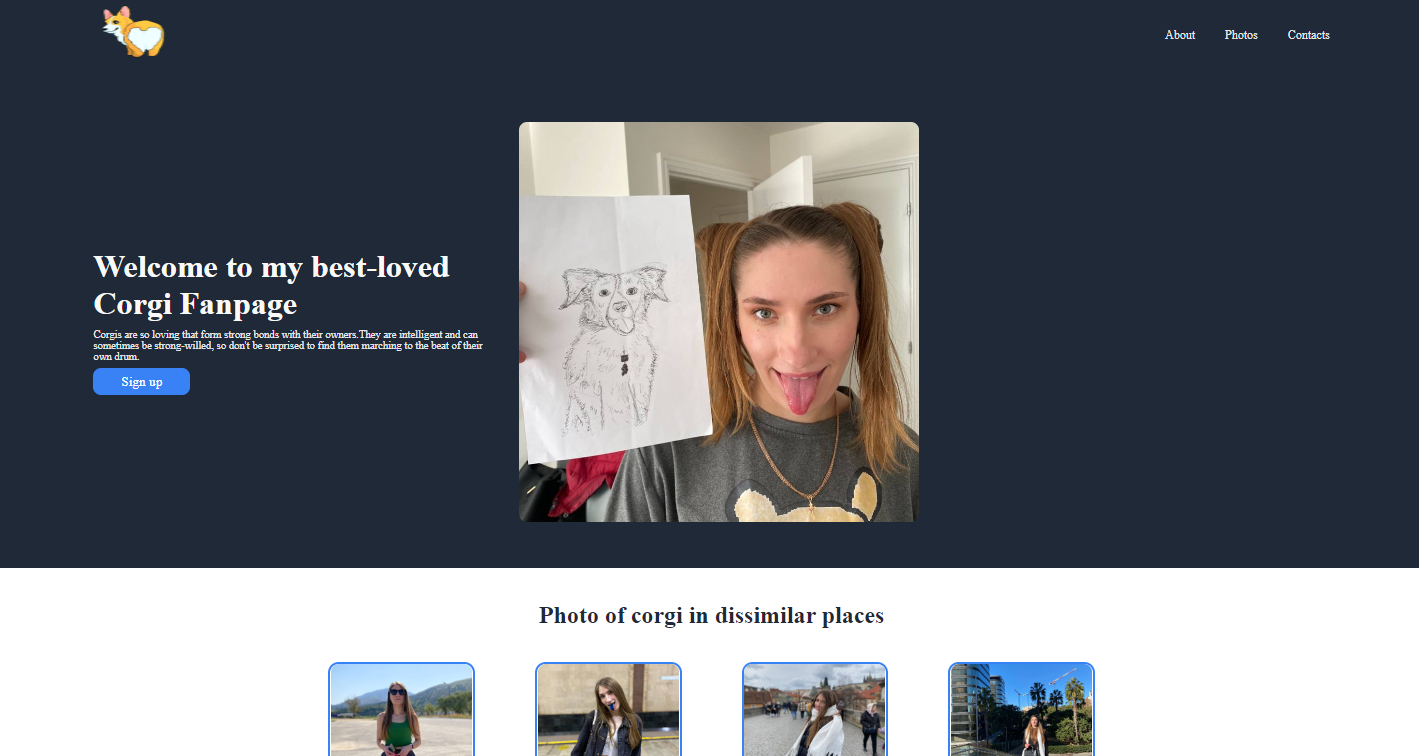 About
Photos
Contacts
Welcome to my best-loved
Corgi Fanpage
Corgis are so loving that form strong bonds with their owners.They are intelligent and can
sometimes be strong-willed, so don't be surprised to find them marching to the beat of their
own drum.
Sign up
Photo of corgi in dissimilar places